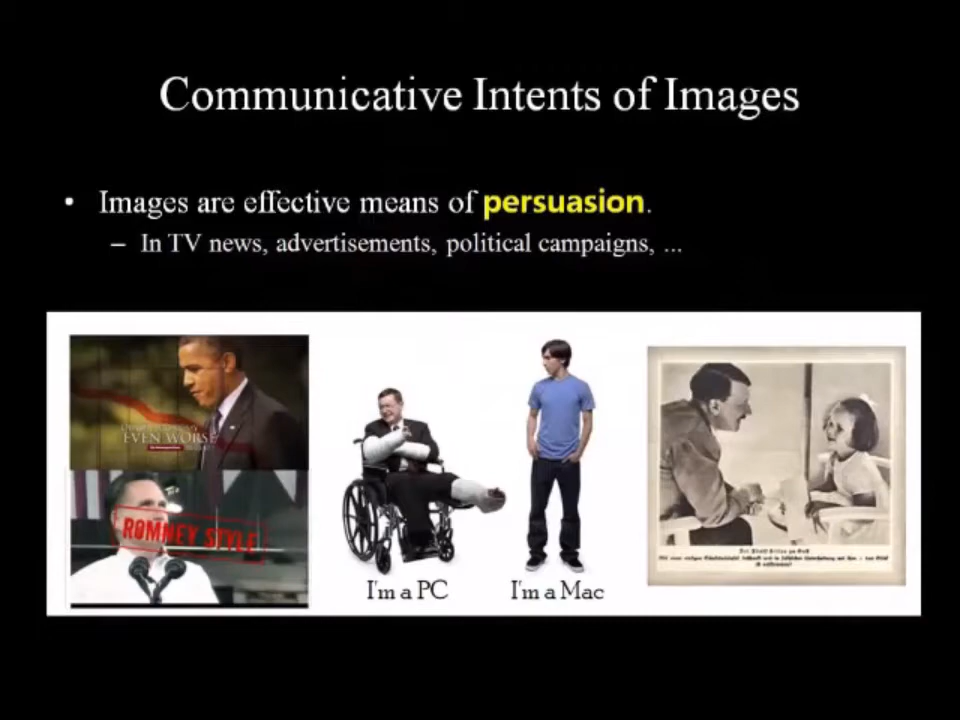 Communicative Intents of Images
• Images are effective means of persuasion.
– In TV news, advertisements, political campaigns, ...
EVEN WORSE
ROMNEY STYLE
I'm a PC
I'm a Mac